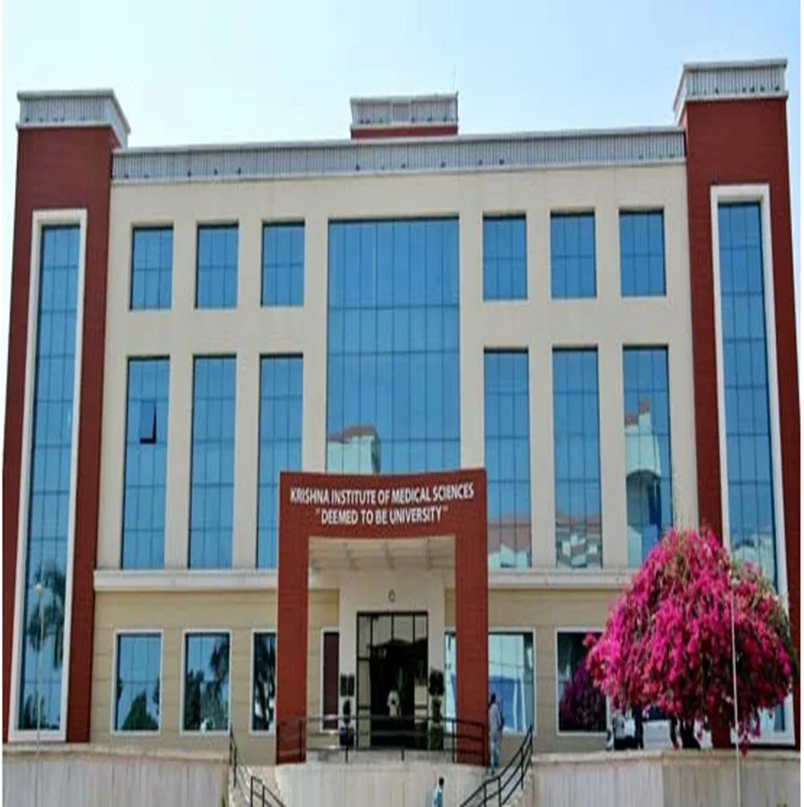 KRISHNA INSTITUTE OF MEDICAL SCIENCES
"DEEMED TO BE UNIVERSITY"